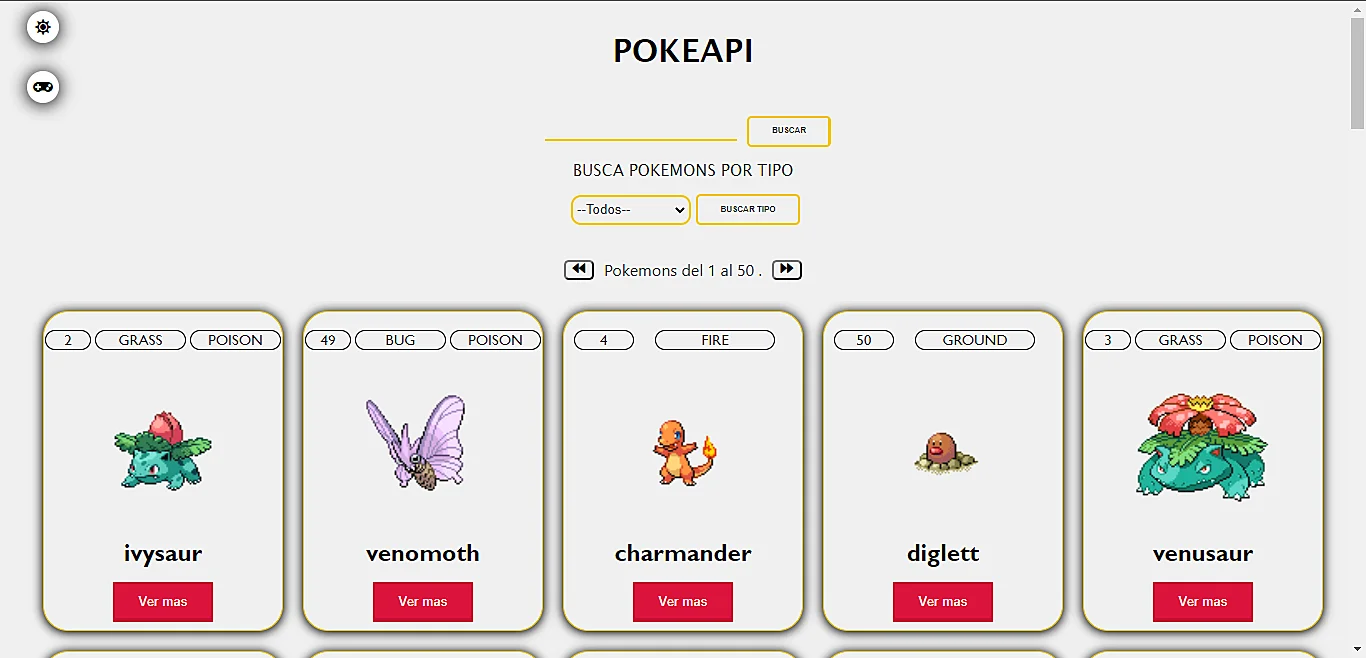 POKEAPI
BUSCAR
BUSCA POKEMONS POR TIPO
--Todos-- BUSCAR TIPO
Pokemons del 1 al 50 .
2 GRASS POISON 49 BUG POISON 4 FIRE 50 GROUND 3 GRASS POISON
ivysaur venomoth charmander diglett venusaur
Ver mas Ver mas Ver mas Ver mas Ver mas